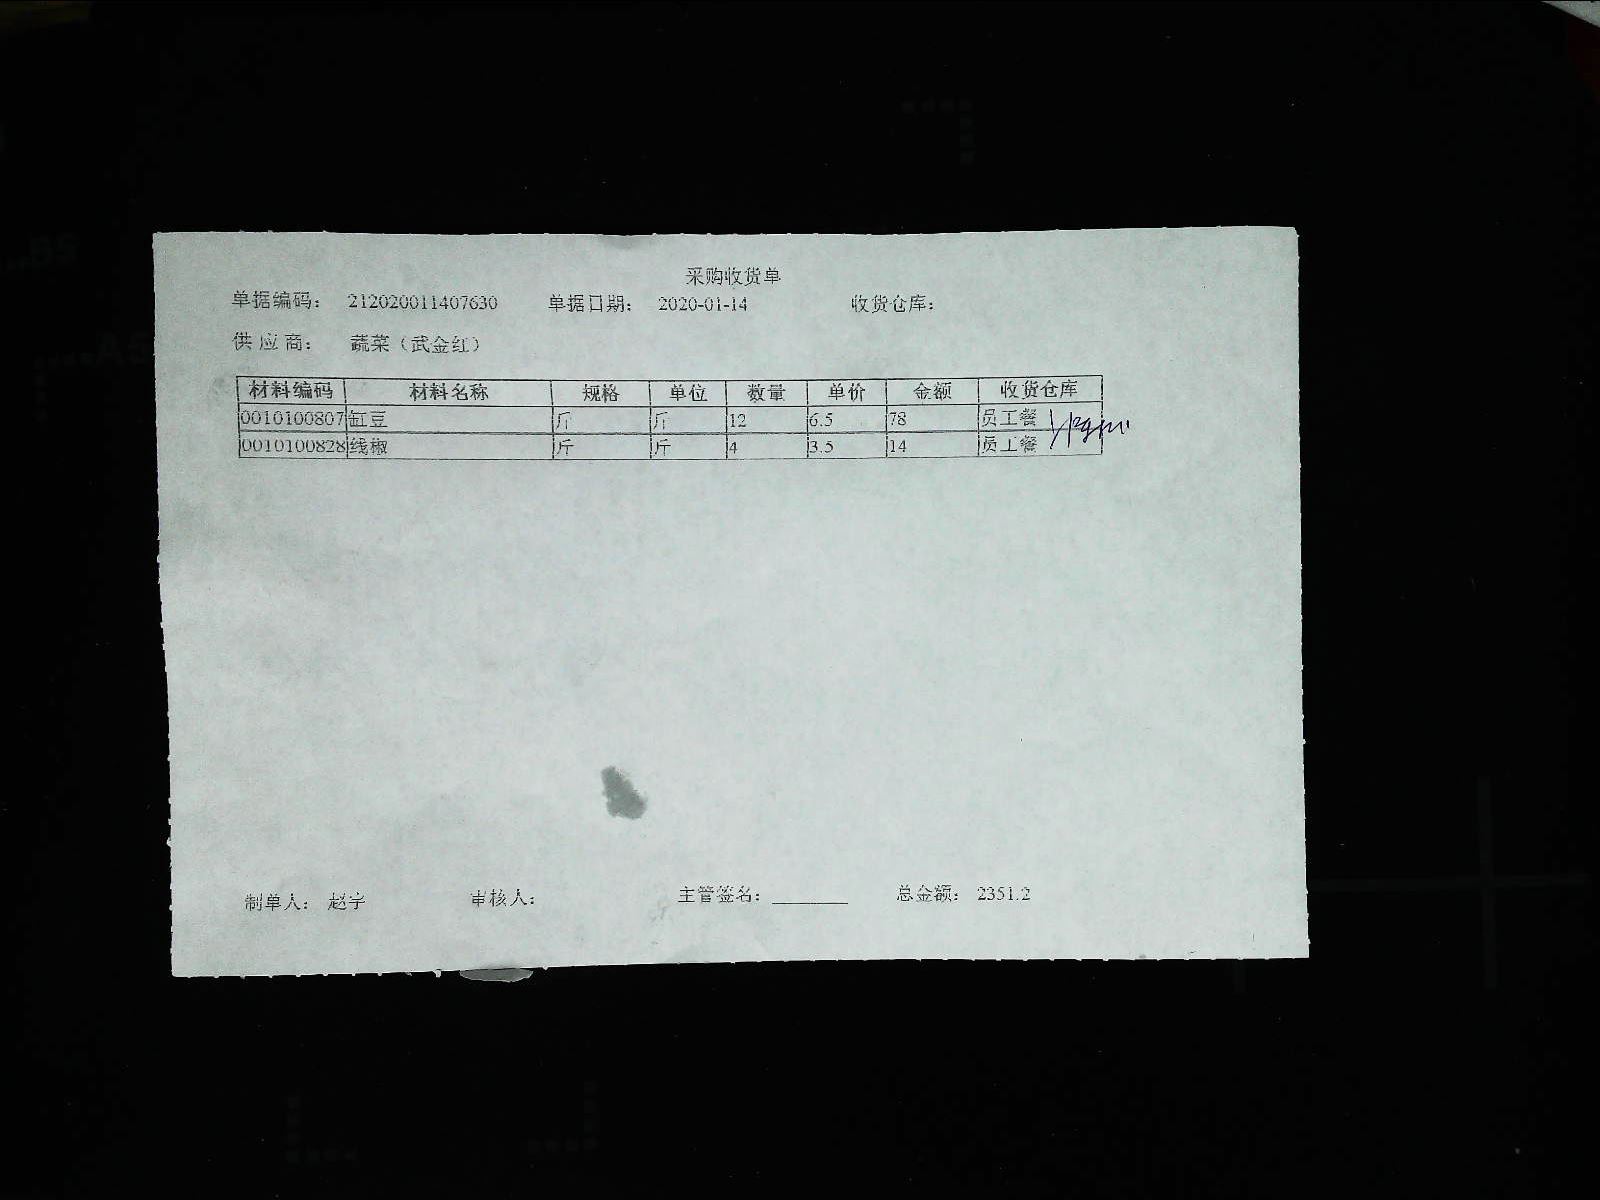 采购收货单
单据编码： 212020011407630 单据日期： 2020-01-14 收货仓库：
供应商： 蔬菜（武金红）
材料编码 材料名称 规格 单位 数量 单价 金额 收货仓库
0010100807 缸豆 斤 斤 12 6.5 78 员工餐
0010100828 线椒 斤 斤 4 3.5 14 员工餐
制单人： 赵宇 审核人： 主管签名： 总金额： 2351.2